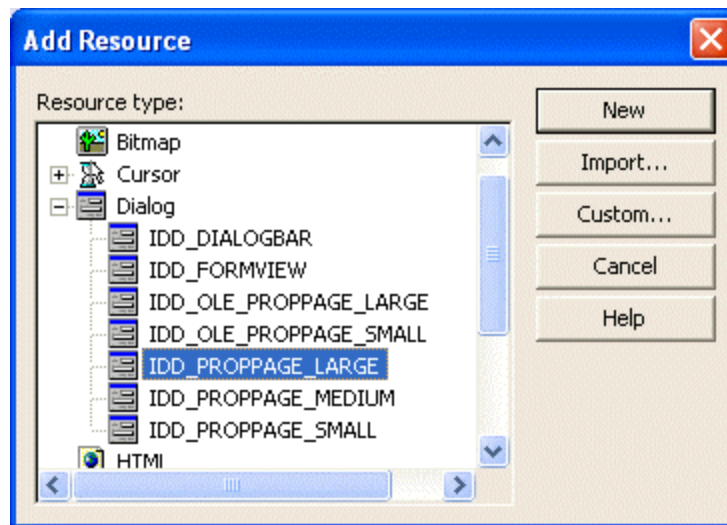 Add Resource
Resource type:
Bitmap
Cursor
Dialog
IDD_DIALOGBAR
IDD_FORMVIEW
IDD_OLE_PROPPAGE_LARGE
IDD_OLE_PROPPAGE_SMALL
IDD_PROPPAGE_LARGE
IDD_PROPPAGE_MEDIUM
IDD_PROPPAGE_SMALL
HTML
New
Import...
Custom...
Cancel
Help